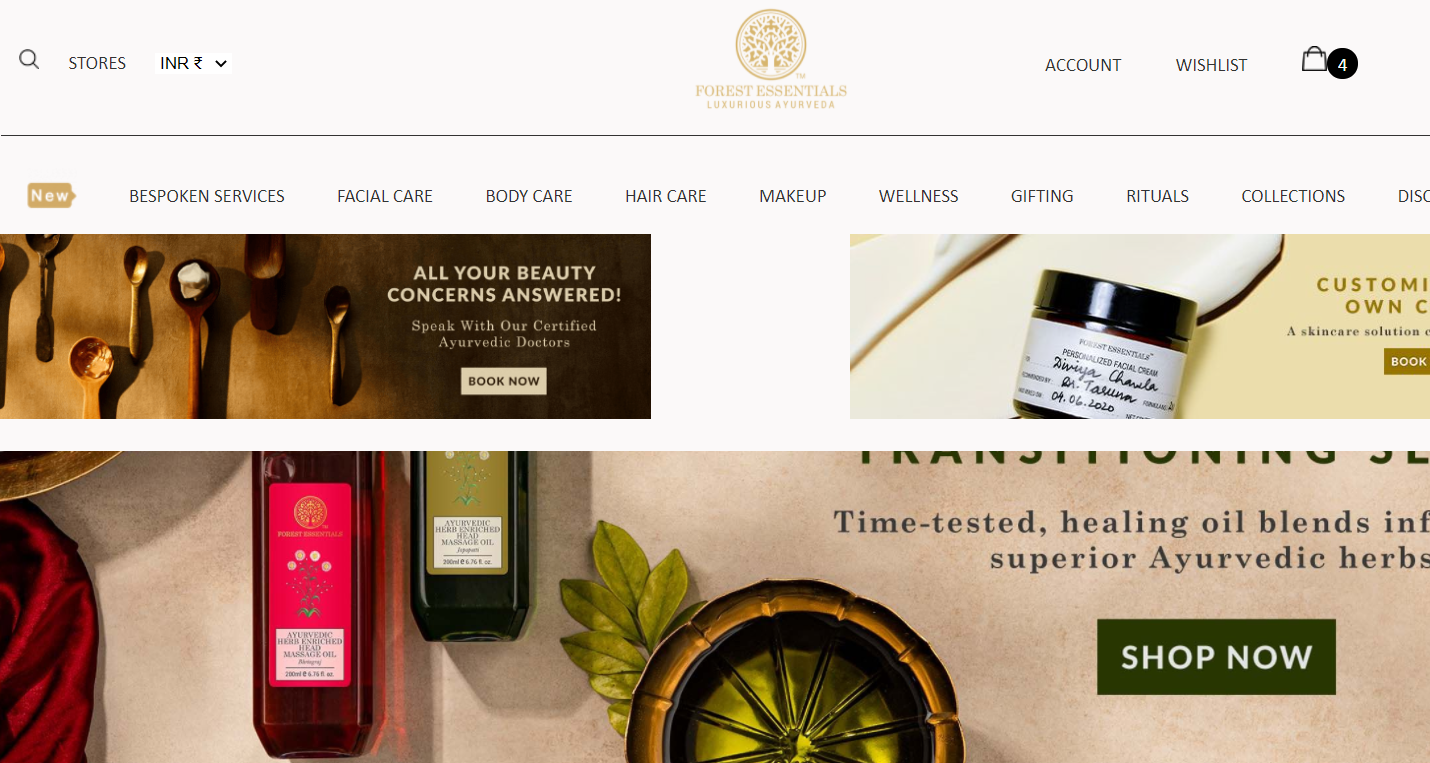 STORES
INR ₹
TM
FOREST ESSENTIALS
LUXURIOUS AYURVEDA
ACCOUNT
WISHLIST
4
New
BESPOKEN SERVICES
FACIAL CARE
BODY CARE
HAIR CARE
MAKEUP
WELLNESS
GIFTING
RITUALS
COLLECTIONS
DISC
ALL YOUR BEAUTY
CONCERNS ANSWERED!
Speak With Our Certified
Ayurvedic Doctors
BOOK NOW
FOREST ESSENTIALS™
PERSONALIZED FACIAL CREAM
Divya Chawla
Dr. Taruna
04.06.2020
CUSTOMI
OWN C
A skincare solution c
BOOK
FOREST ESSENTIALS
AYURVEDIC
HERB ENRICHED
HEAD
MASSAGE OIL
Bhringraj
200ml e 6.76 fl. oz.
AYURVEDIC
HERB ENRICHED
HEAD
MASSAGE OIL
Japapatti
200ml e 6.76 fl. oz.
TRANSITIONING SE
Time-tested, healing oil blends inf
superior Ayurvedic herbs
SHOP NOW